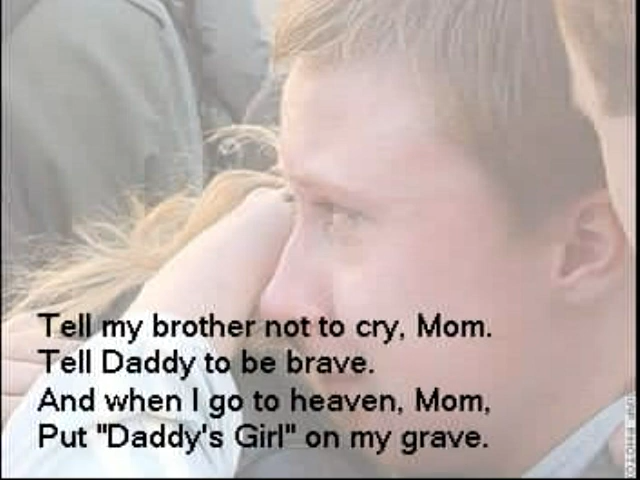 Tell my brother not to cry, Mom.
Tell Daddy to be brave.
And when I go to heaven, Mom,
Put "Daddy's Girl" on my grave.